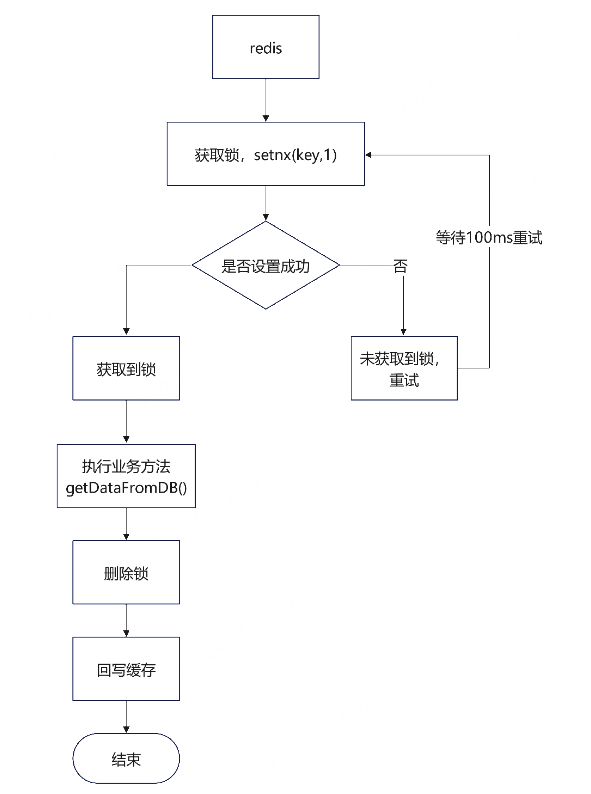 redis
获取锁，setnx(key,1)
等待100ms重试
是否设置成功
否
获取到锁
未获取到锁，
重试
执行业务方法
getDataFromDB()
删除锁
回写缓存
结束